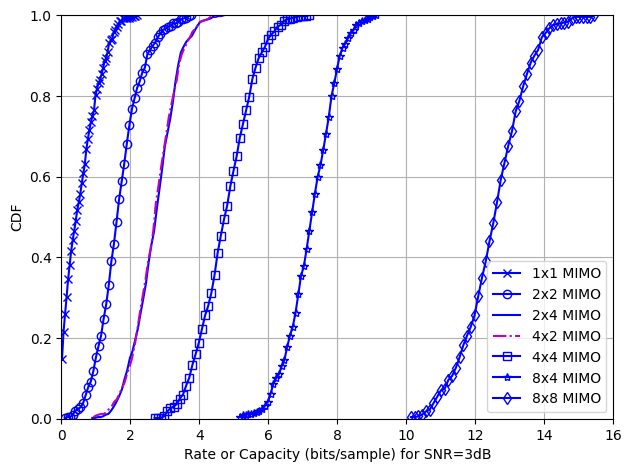 1.0
0.8
0.6
0.4
0.2
0.0
CDF
0
2
4
6
8
10
12
14
16
Rate or Capacity (bits/sample) for SNR=3dB
1x1 MIMO
2x2 MIMO
2x4 MIMO
4x2 MIMO
4x4 MIMO
8x4 MIMO
8x8 MIMO